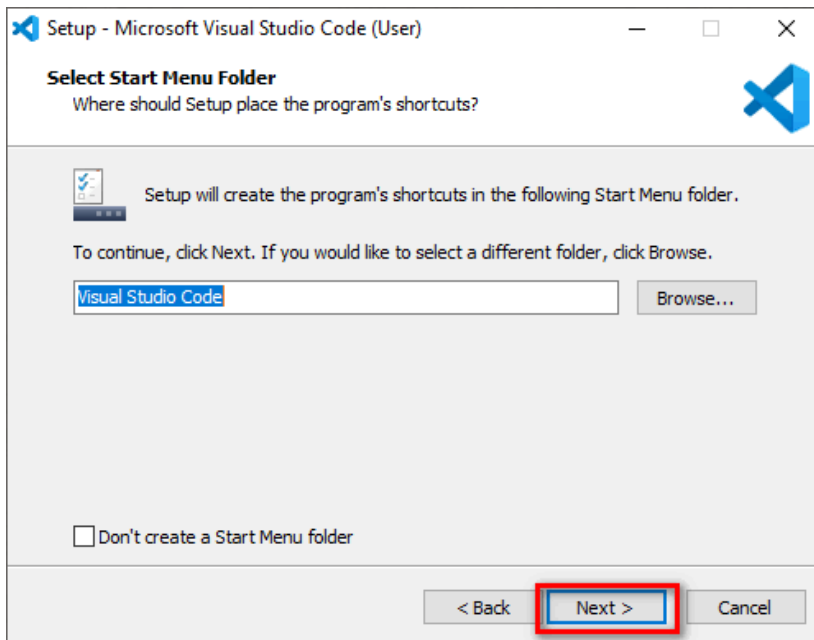 Setup - Microsoft Visual Studio Code (User)
Select Start Menu Folder
Where should Setup place the program's shortcuts?
Setup will create the program's shortcuts in the following Start Menu folder.
To continue, click Next. If you would like to select a different folder, click Browse.
Visual Studio Code
Browse...
Don't create a Start Menu folder
< Back
Next >
Cancel